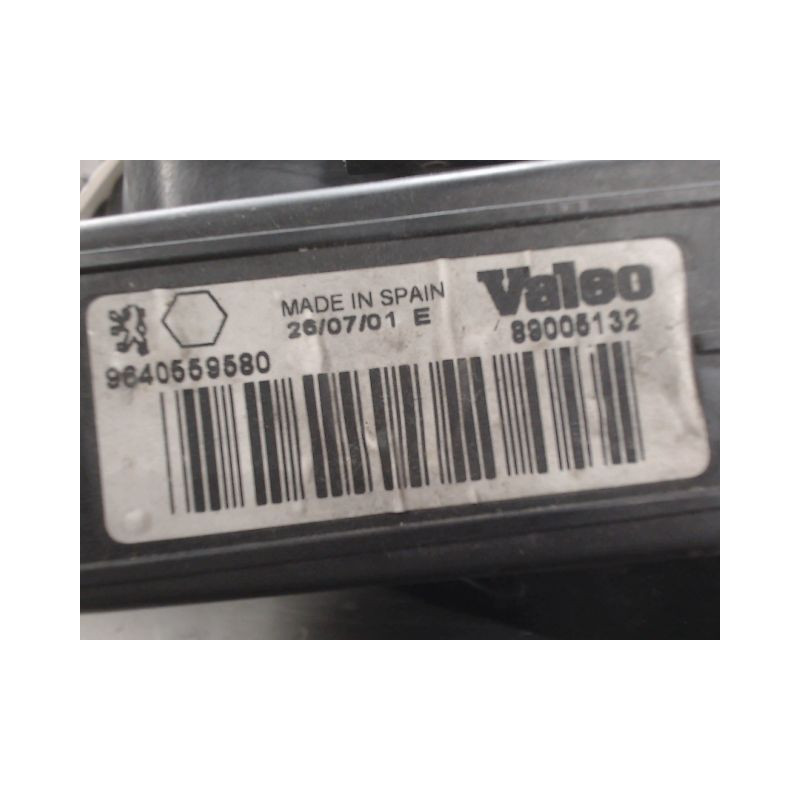 MADE IN SPAIN
26/07/01 E
Valeo
89005132
9640559580